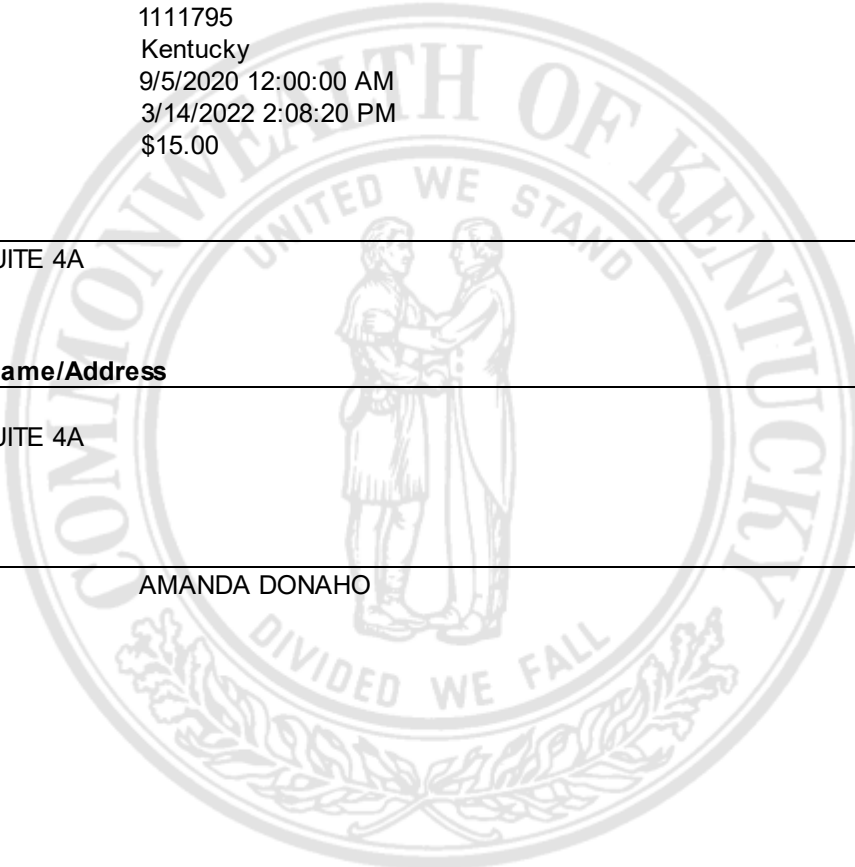 1111795
Kentucky
9/5/2020 12:00:00 AM
3/14/2022 2:08:20 PM
$15.00
COMMONWEALTH OF KENTUCKY
UNITED WE STAND
UITE 4A
ame/Address
UITE 4A
AMANDA DONAHO
DIVIDED WE FALL